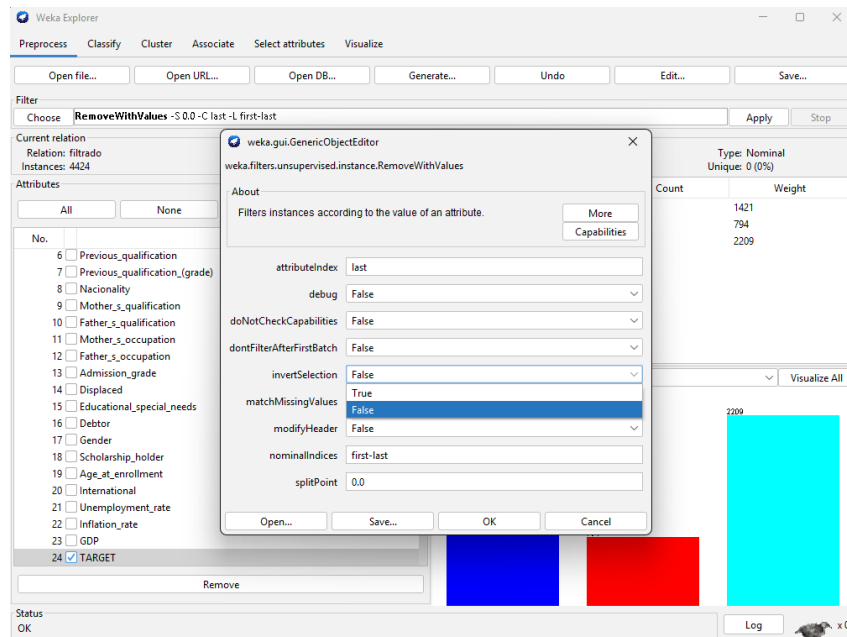 Weka Explorer
Preprocess Classify Cluster Associate Select attributes Visualize
Open file... Open URL... Open DB... Generate... Undo Edit... Save...
Filter
Choose RemoveWithValues -S 0.0 -C last -L first-last Apply Stop
Current relation
Relation: filtrado
Instances: 4424
Attributes
All None
No.
6 Previous_qualification
7 Previous_qualification_(grade)
8 Nacionality
9 Mother_s_qualification
10 Father_s_qualification
11 Mother_s_occupation
12 Father_s_occupation
13 Admission_grade
14 Displaced
15 Educational_special_needs
16 Debtor
17 Gender
18 Scholarship_holder
19 Age_at_enrollment
20 International
21 Unemployment_rate
22 Inflation_rate
23 GDP
24 TARGET
Remove
weka.gui.GenericObjectEditor
weka.filters.unsupervised.instance.RemoveWithValues
About
Filters instances according to the value of an attribute.
More
Capabilities
attributeIndex last
debug False
doNotCheckCapabilities False
dontFilterAfterFirstBatch False
invertSelection False
True
matchMissingValues
False
modifyHeader False
nominalIndices first-last
splitPoint 0.0
Open... Save... OK Cancel
Type: Nominal
Unique: 0 (0%)
Count Weight
1421
794
2209
Visualize All
2209
Status
OK
Log
x 0